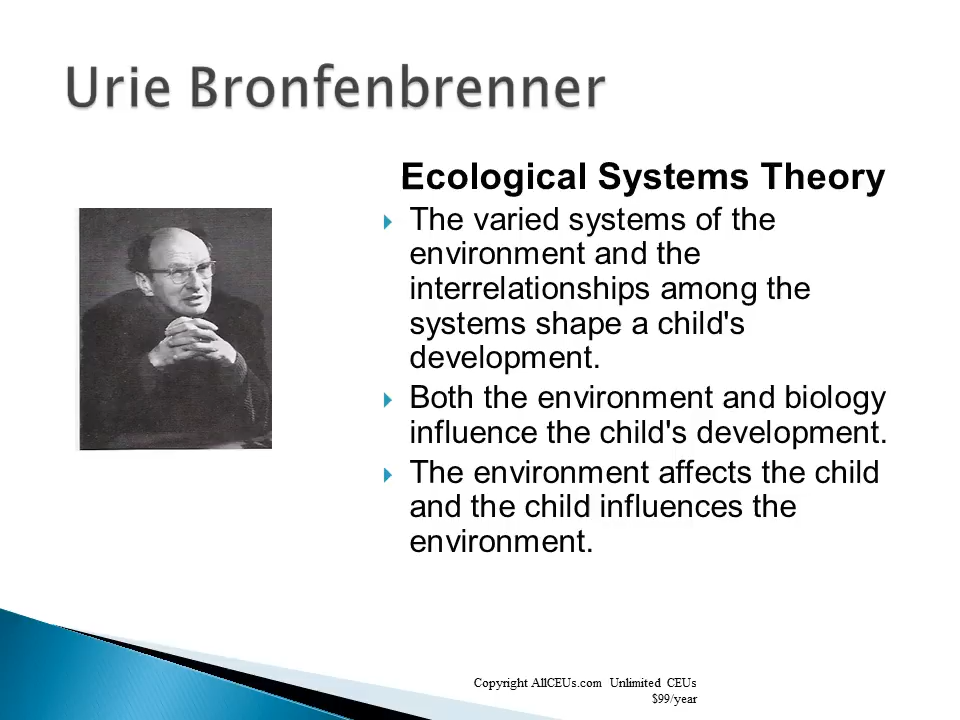 Urie Bronfenbrenner
Ecological Systems Theory
The varied systems of the
environment and the
interrelationships among the
systems shape a child's
development.
Both the environment and biology
influence the child's development.
The environment affects the child
and the child influences the
environment.
Copyright AllCEUs.com Unlimited CEUs
$99/year